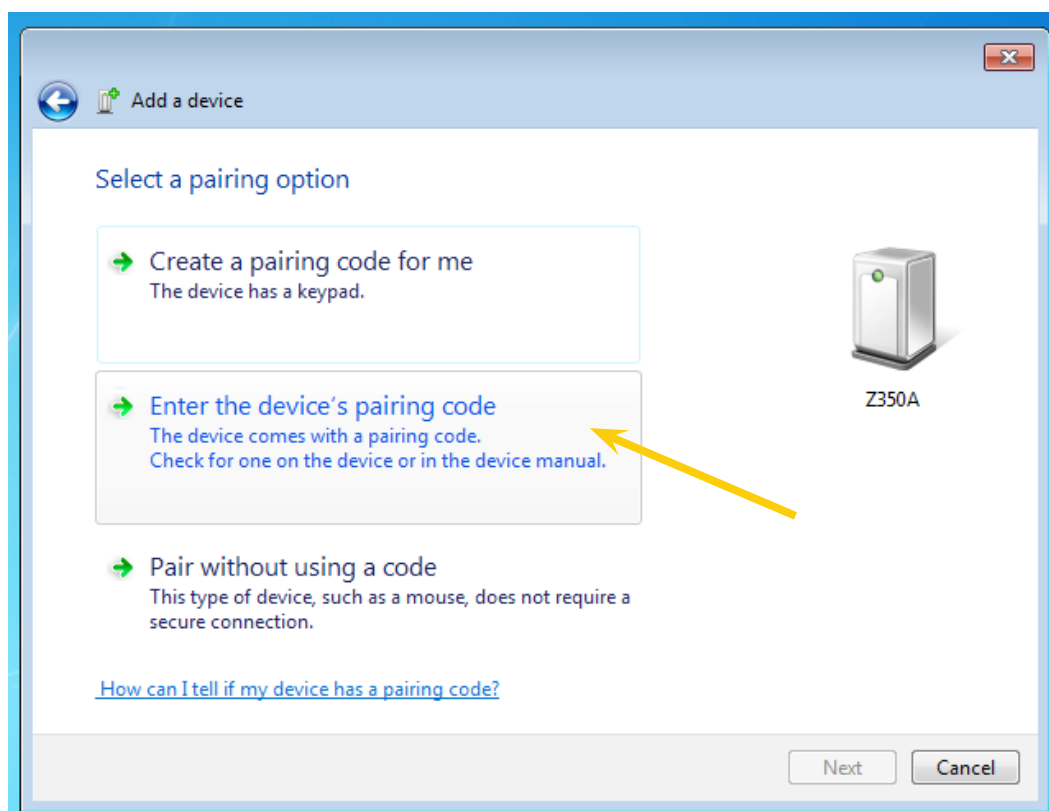 Add a device
Select a pairing option
Create a pairing code for me
The device has a keypad.
Enter the device's pairing code
The device comes with a pairing code.
Check for one on the device or in the device manual.
Z350A
Pair without using a code
This type of device, such as a mouse, does not require a
secure connection.
How can I tell if my device has a pairing code?
Next
Cancel